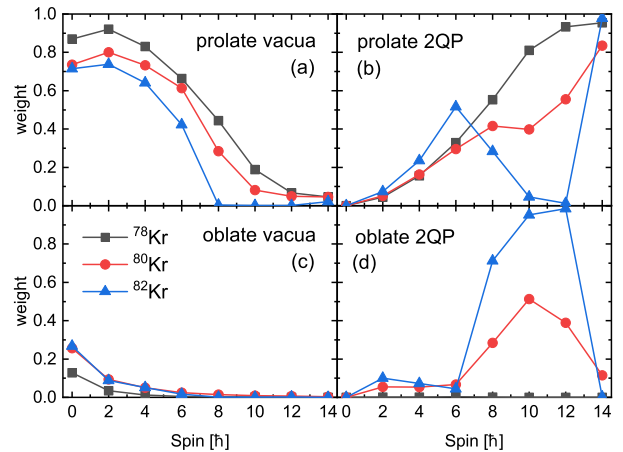 1.0
0.8
0.6
0.4
0.2
0.0
weight
prolate vacua
(a)
prolate 2QP
(b)
0.8
0.6
0.4
0.2
0.0
weight
oblate vacua
(c)
⁷⁸Kr
⁸⁰Kr
⁸²Kr
oblate 2QP
(d)
0 2 4 6 8 10 12 14
0 2 4 6 8 10 12 14
Spin [ħ]
Spin [ħ]